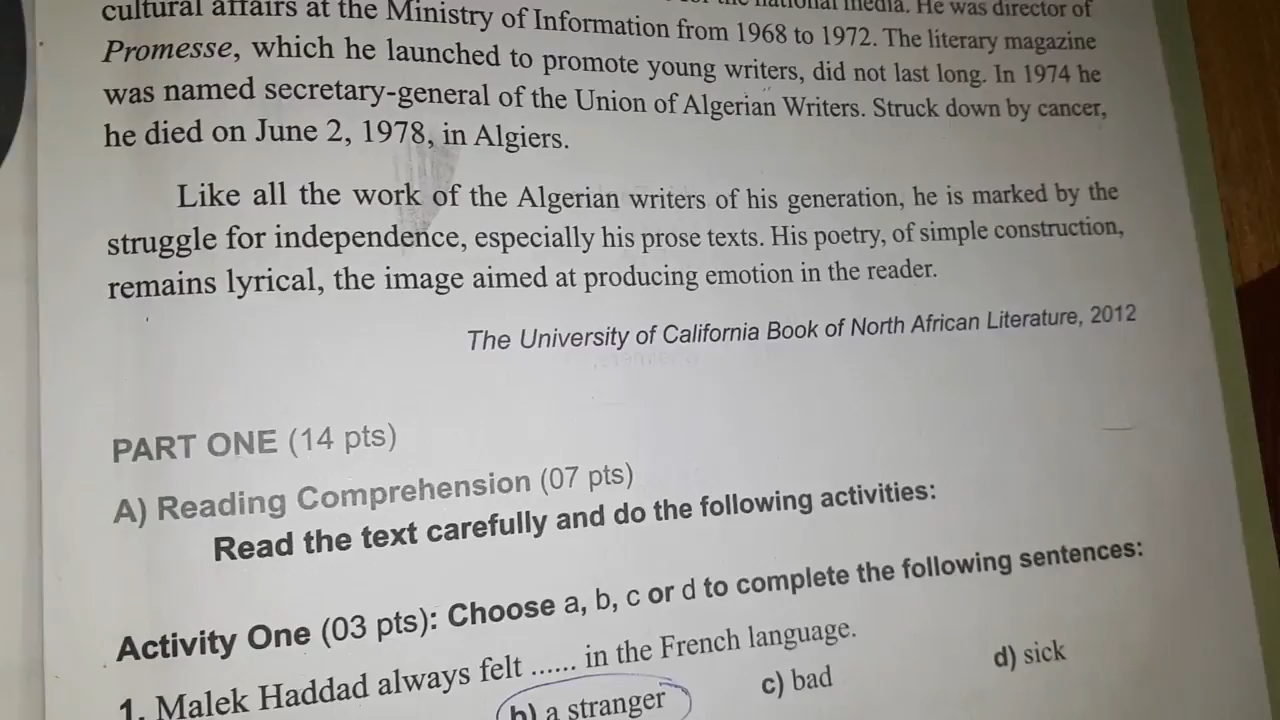 cultural affairs at the Ministry of Information from 1968 to 1972. The literary magazine
the national media. He was director of
Promesse, which he launched to promote young writers, did not last long. In 1974 he
was named secretary-general of the Union of Algerian Writers. Struck down by cancer,
he died on June 2, 1978, in Algiers.
Like all the work of the Algerian writers of his generation, he is marked by the
struggle for independence, especially his prose texts. His poetry, of simple construction,
remains lyrical, the image aimed at producing emotion in the reader.
The University of California Book of North African Literature, 2012
PART ONE (14 pts)
A) Reading Comprehension (07 pts)
Read the text carefully and do the following activities:
Activity One (03 pts): Choose a, b, c or d to complete the following sentences:
1. Malek Haddad always felt ...... in the French language.
b) a stranger c) bad d) sick